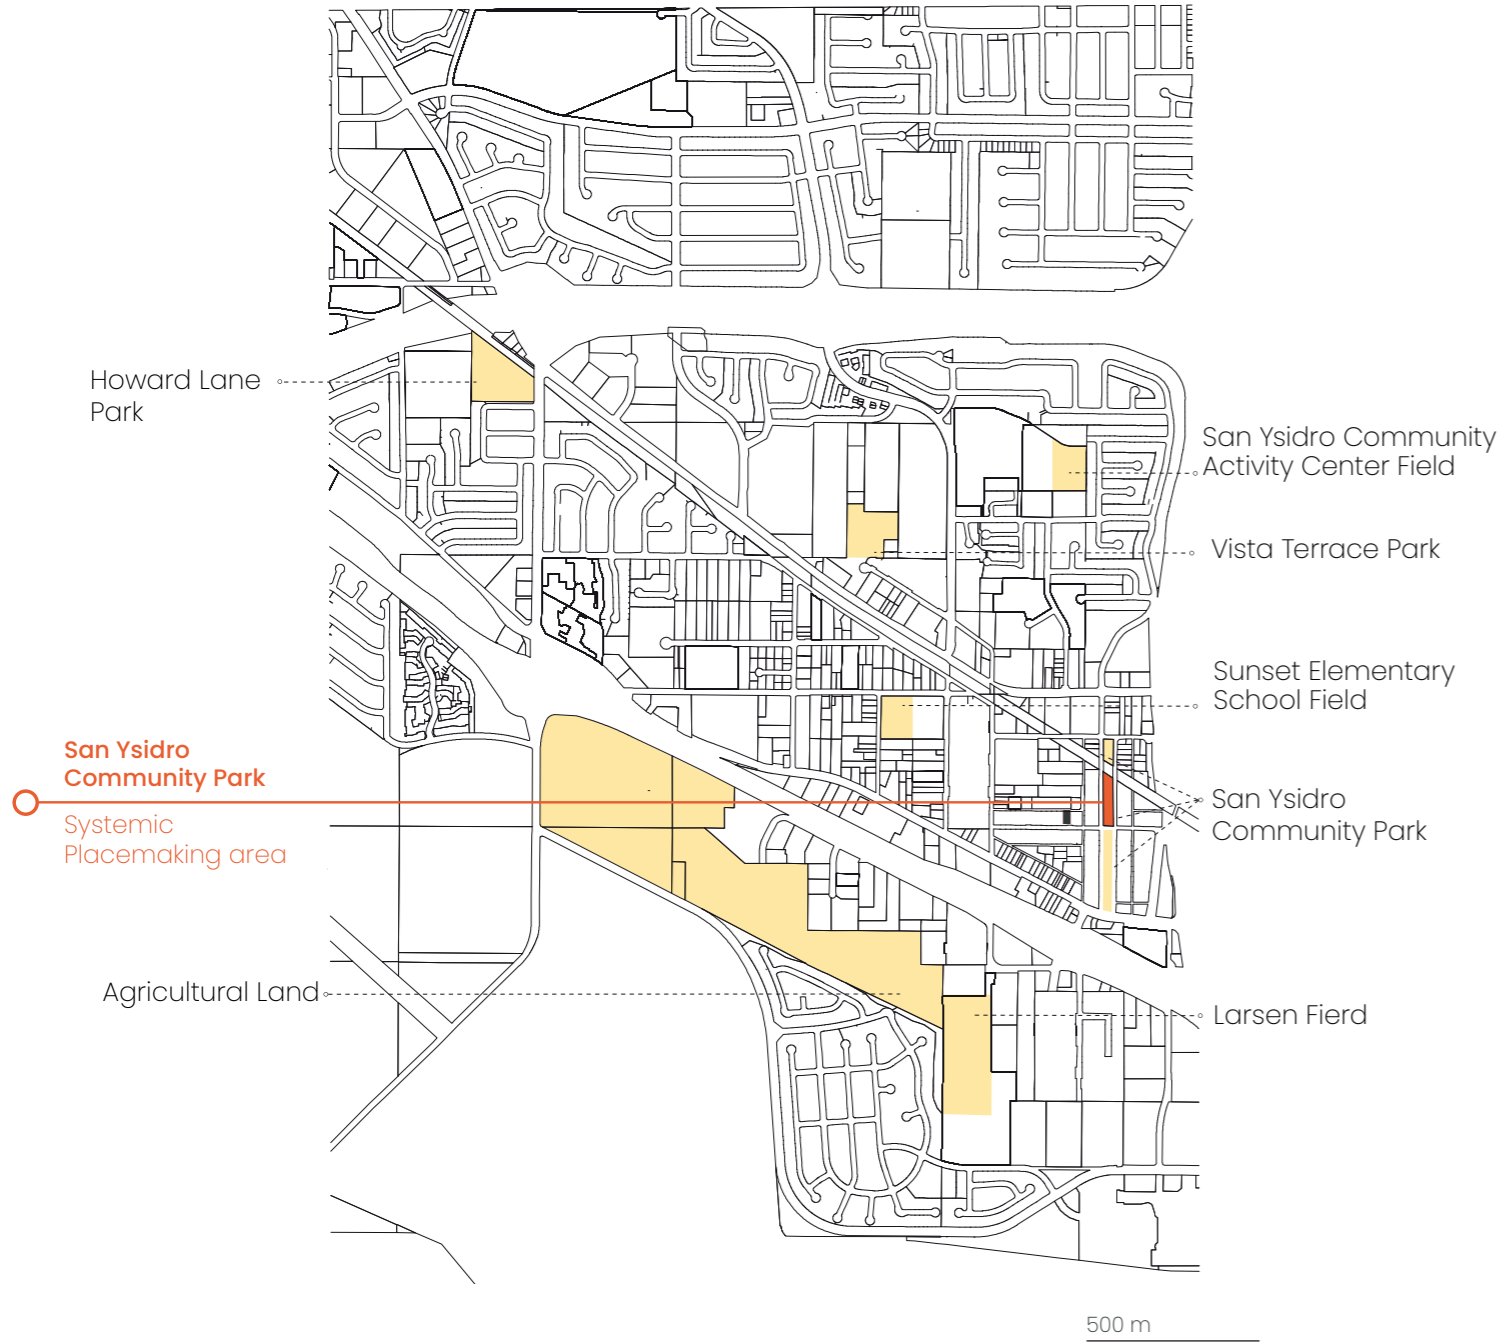 Howard Lane
Park
San Ysidro Community
Activity Center Field
Vista Terrace Park
Sunset Elementary
School Field
San Ysidro
Community Park
Systemic
Placemaking area
San Ysidro
Community Park
Agricultural Land
Larsen Fierd
500 m